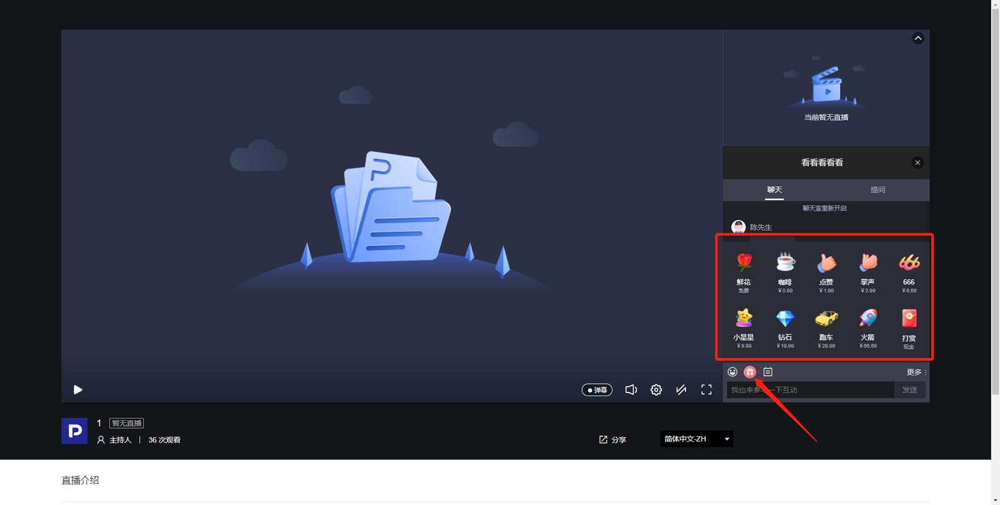 当前暂无直播
看看看看看
聊天 提问
聊天室重新开启
陈先生
鲜花 咖啡 点赞 掌声 666
免费 ¥0.99 ¥1.99 ¥2.99 ¥6.66
小星星 钻石 跑车 火箭 打赏
¥9.99 ¥19.99 ¥29.99 ¥66.66 现金
更多
弹幕
我也来参 一下互动 发送
1 暂无直播
主持人 | 36 次观看
分享
简体中文-ZH
直播介绍